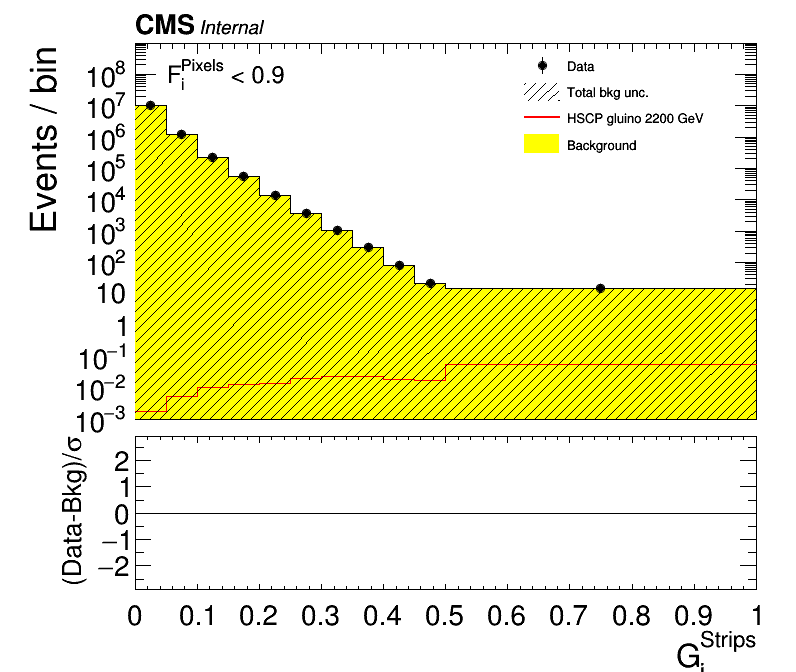 CMS Internal
F_i^Pixels < 0.9
Data
Total bkg unc.
HSCP gluino 2200 GeV
Background
Events / bin
10^8
10^7
10^6
10^5
10^4
10^3
10^2
10
1
10^−1
10^−2
10^−3
(Data-Bkg)/σ
2
1
0
−1
−2
0 0.1 0.2 0.3 0.4 0.5 0.6 0.7 0.8 0.9 1
G_i^Strips